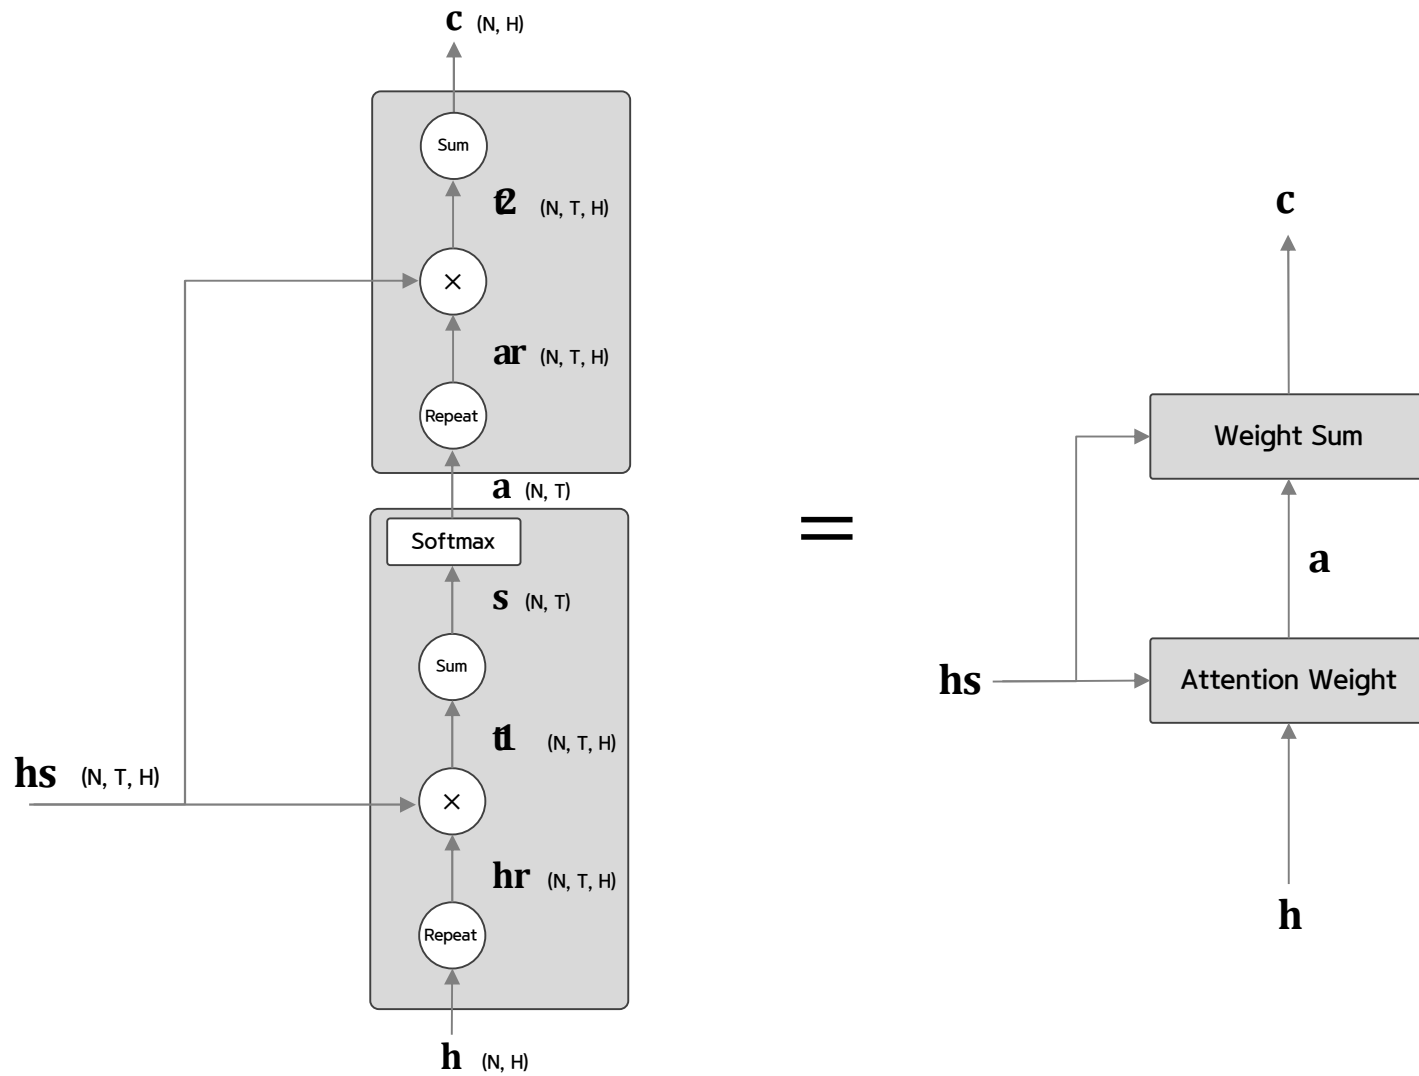 c (N, H)
Sum
t2 (N, T, H)
×
ar (N, T, H)
Repeat
a (N, T)
Softmax
s (N, T)
Sum
t1 (N, T, H)
hs (N, T, H)
×
hr (N, T, H)
Repeat
h (N, H)
=
c
Weight Sum
a
hs
Attention Weight
h